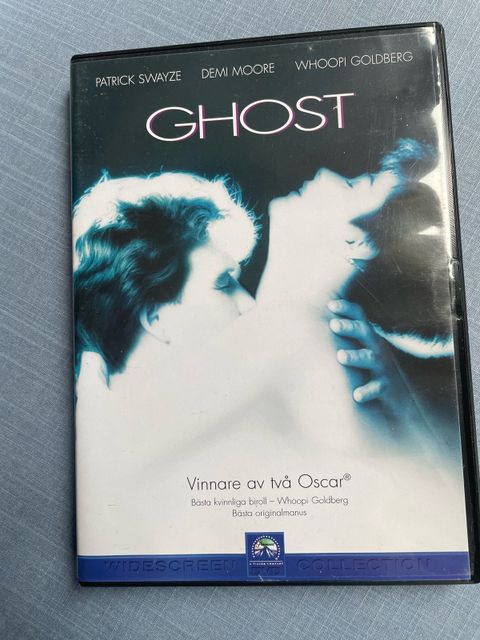 PATRICK SWAYZE DEMI MOORE WHOOPI GOLDBERG
GHOST
Vinnare av två Oscar®
Bästa kvinnliga biroll – Whoopi Goldberg
Bästa originalmanus
WIDESCREEN COLLECTION